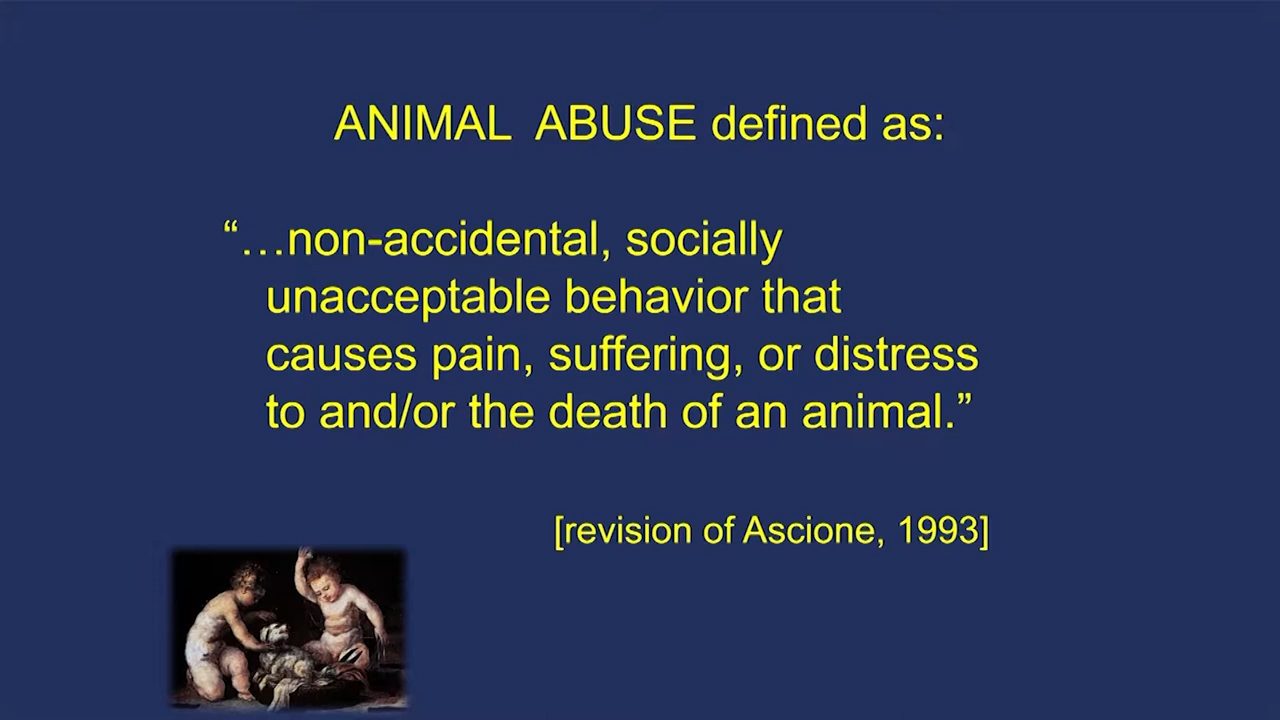 ANIMAL  ABUSE defined as:
“…non-accidental, socially
unacceptable behavior that
causes pain, suffering, or distress
to and/or the death of an animal.”
[revision of Ascione, 1993]